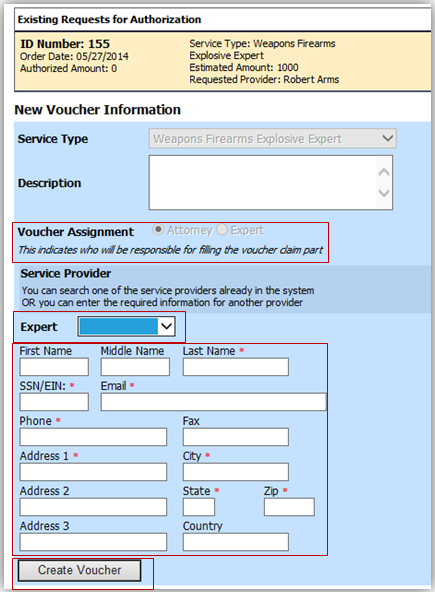 Existing Requests for Authorization
ID Number: 155
Order Date: 05/27/2014
Authorized Amount: 0
Service Type: Weapons Firearms
Explosive Expert
Estimated Amount: 1000
Requested Provider: Robert Arms
New Voucher Information
Service Type
Weapons Firearms Explosive Expert
Description
Voucher Assignment Attorney Expert
This indicates who will be responsible for filling the voucher claim part
Service Provider
You can search one of the service providers already in the system
OR you can enter the required information for another provider
Expert
First Name Middle Name Last Name *
SSN/EIN: * Email *
Phone * Fax
Address 1 * City *
Address 2 State * Zip *
Address 3 Country
Create Voucher